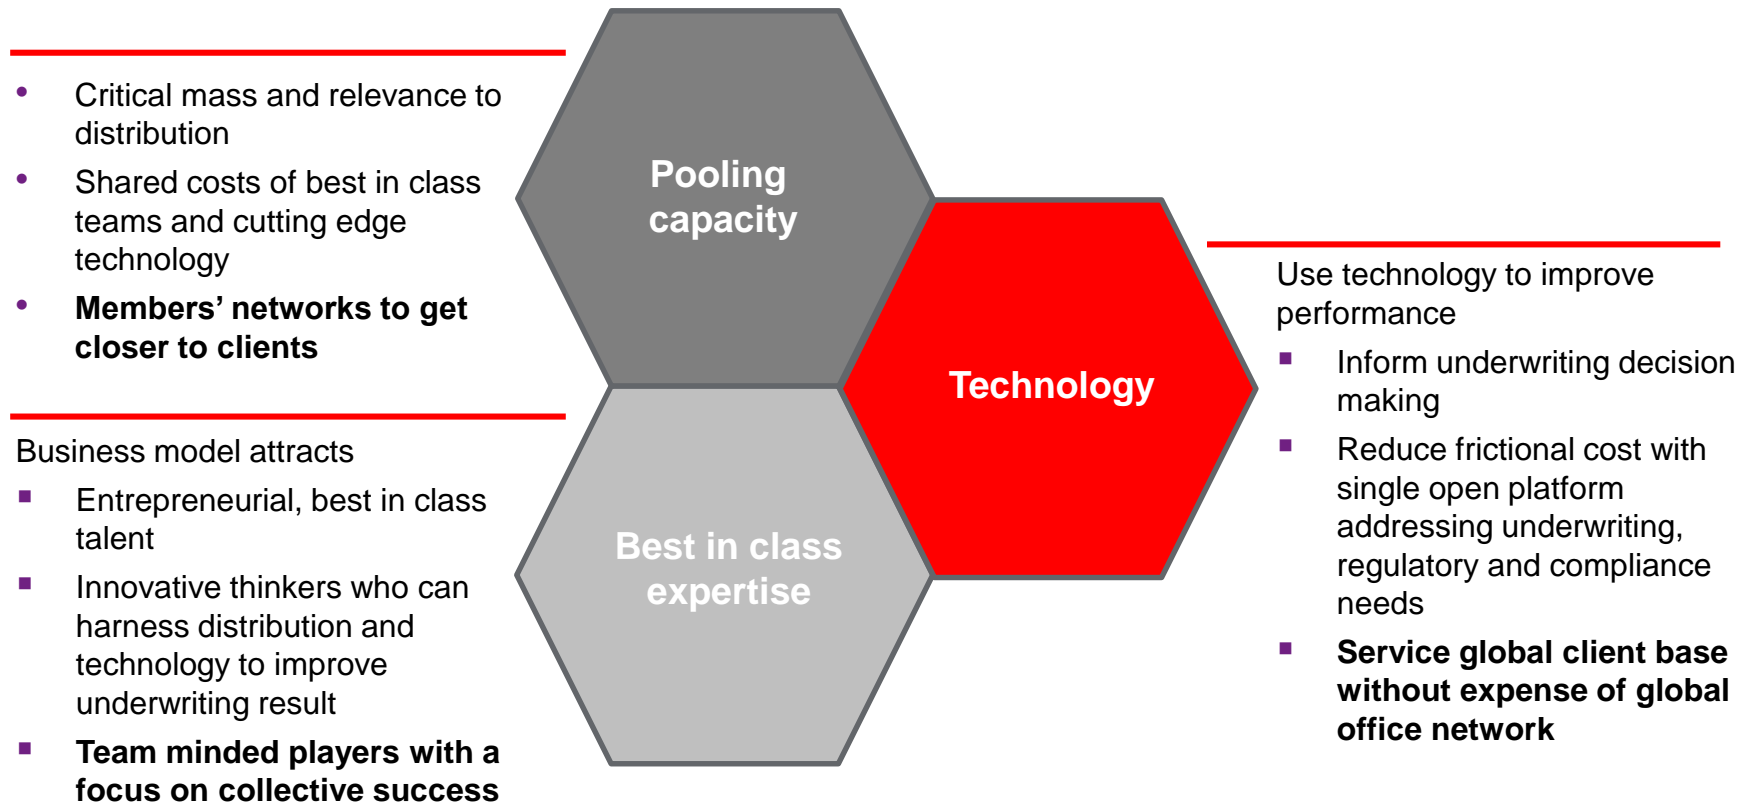 • Critical mass and relevance to
distribution
• Shared costs of best in class
teams and cutting edge
technology
• Members’ networks to get
closer to clients
Pooling
capacity
Business model attracts
▪ Entrepreneurial, best in class
talent
▪ Innovative thinkers who can
harness distribution and
technology to improve
underwriting result
▪ Team minded players with a
focus on collective success
Best in class
expertise
Technology
Use technology to improve
performance
▪ Inform underwriting decision
making
▪ Reduce frictional cost with
single open platform
addressing underwriting,
regulatory and compliance
needs
▪ Service global client base
without expense of global
office network